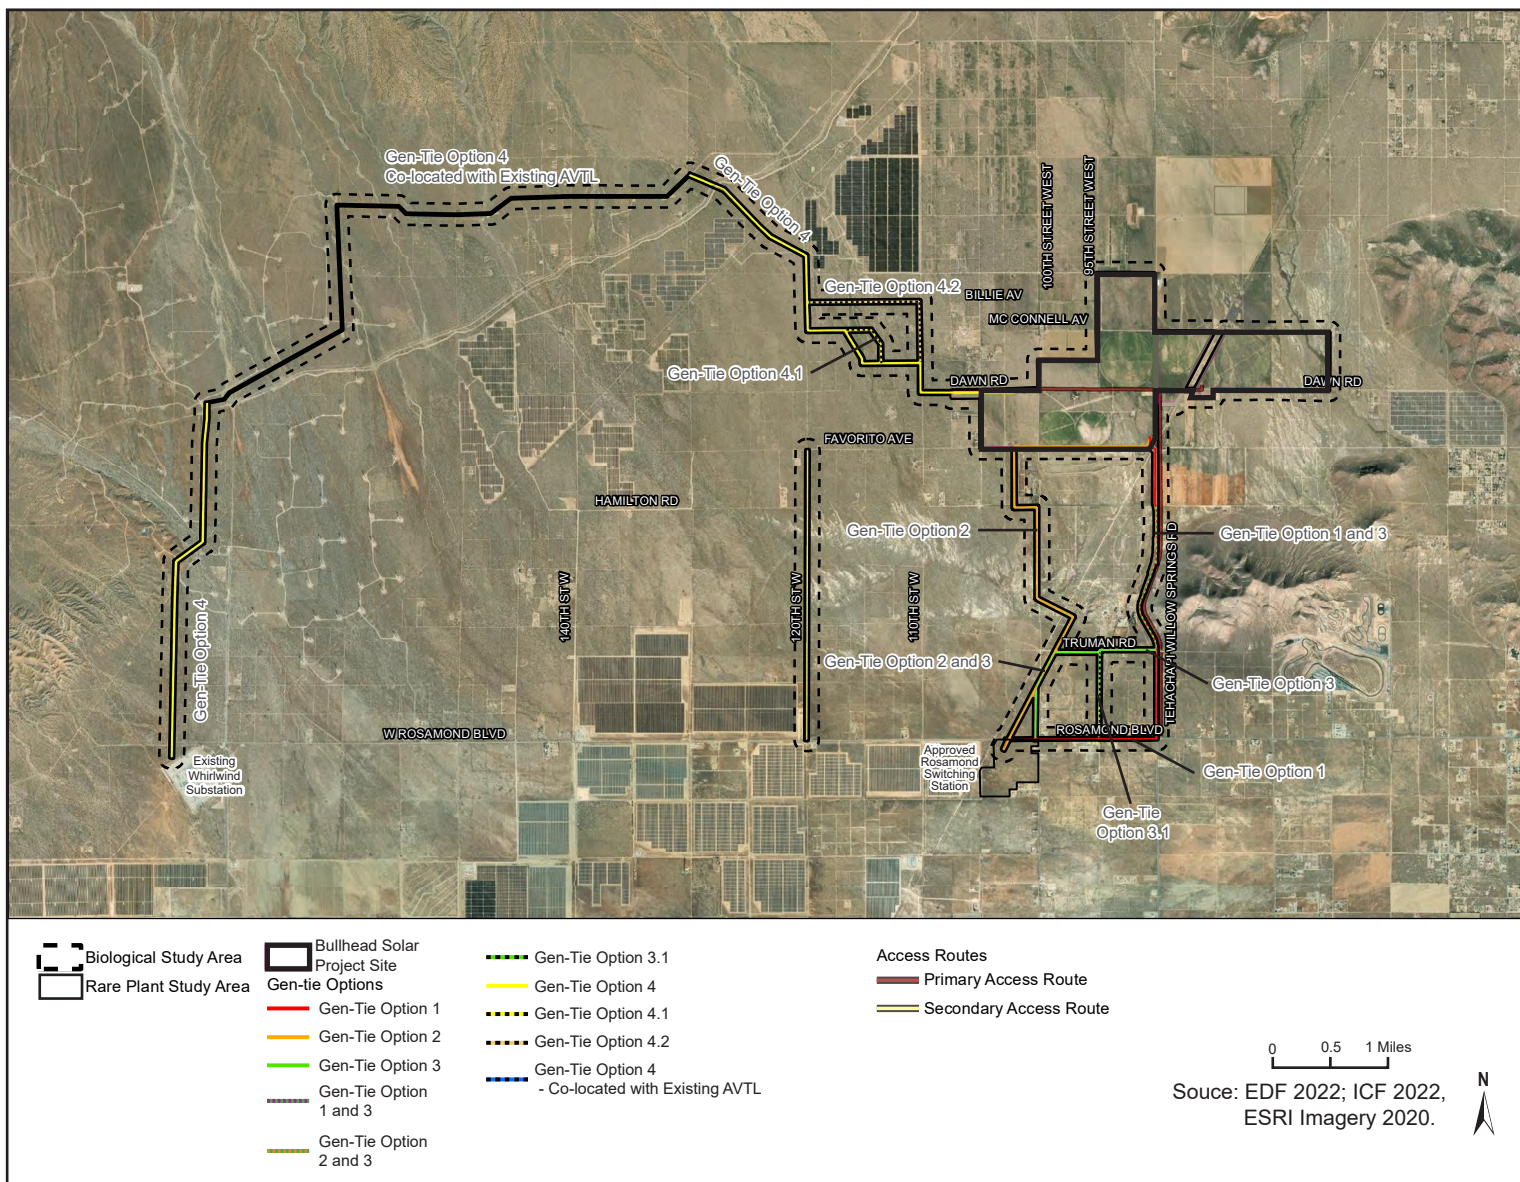 Gen-Tie Option 4
Co-located with Existing AVTL
Gen-Tie Option 4
100TH STREET WEST
95TH STREET WEST
Gen-Tie Option 4.2
BILLIE AV
MC CONNELL AV
Gen-Tie Option 4.1
DAWN RD
DAWN RD
FAVORITO AVE
HAMILTON RD
Gen-Tie Option 2
Gen-Tie Option 1 and 3
140TH ST W
120TH ST W
110TH ST W
TEHACHAPI WILLOW SPRINGS RD
Gen-Tie Option 4
TRUMAN RD
Gen-Tie Option 2 and 3
Gen-Tie Option 3
W ROSAMOND BLVD
ROSAMOND BLVD
Existing
Whirlwind
Substation
Approved
Rosamond
Switching
Station
Gen-Tie Option 1
Gen-Tie
Option 3.1
Biological Study Area
Rare Plant Study Area
Bullhead Solar
Project Site
Gen-tie Options
Gen-Tie Option 1
Gen-Tie Option 2
Gen-Tie Option 3
Gen-Tie Option
1 and 3
Gen-Tie Option
2 and 3
Gen-Tie Option 3.1
Gen-Tie Option 4
Gen-Tie Option 4.1
Gen-Tie Option 4.2
Gen-Tie Option 4
- Co-located with Existing AVTL
Access Routes
Primary Access Route
Secondary Access Route
0 0.5 1 Miles
Souce: EDF 2022; ICF 2022,
ESRI Imagery 2020.
N